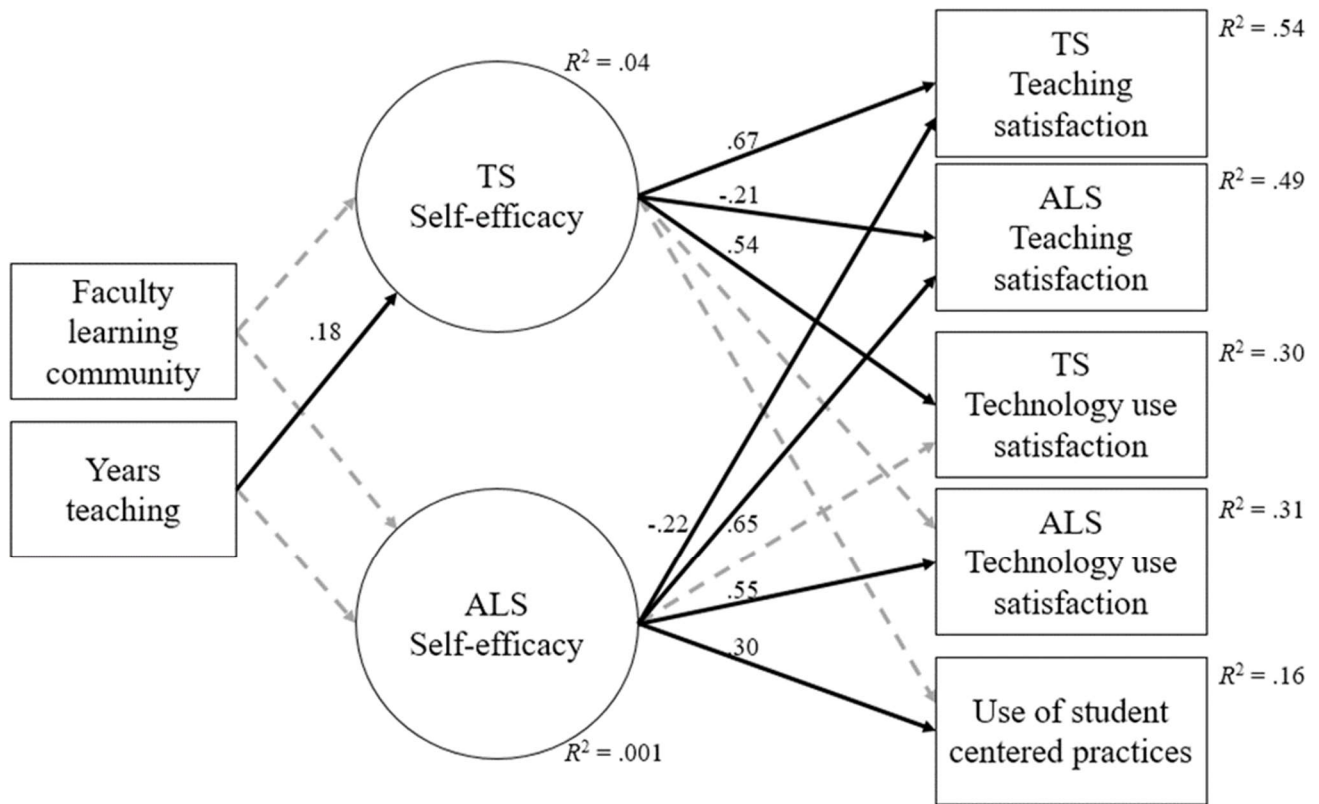 R² = .54
TS
Teaching
satisfaction
R² = .04
.67
TS
Self-efficacy
-.21
.54
R² = .49
ALS
Teaching
satisfaction
Faculty
learning
community
.18
R² = .30
TS
Technology use
satisfaction
Years
teaching
-.22
.65
R² = .31
ALS
Technology use
satisfaction
ALS
Self-efficacy
.55
.30
R² = .001
R² = .16
Use of student
centered practices